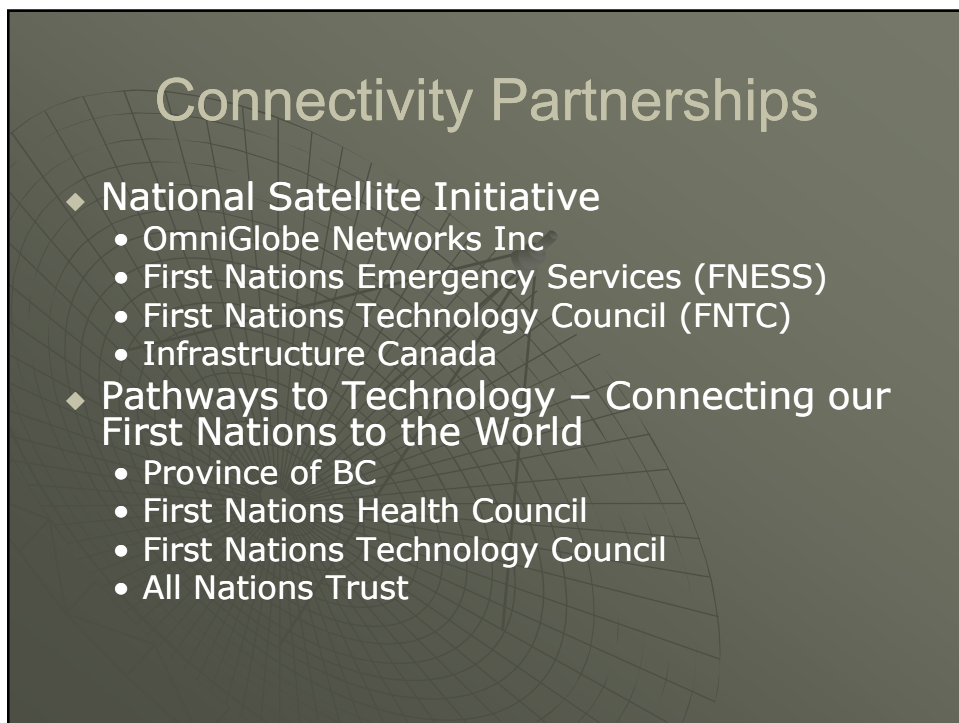 Connectivity Partnerships
◆ National Satellite Initiative
• OmniGlobe Networks Inc
• First Nations Emergency Services (FNESS)
• First Nations Technology Council (FNTC)
• Infrastructure Canada
◆ Pathways to Technology – Connecting our
First Nations to the World
• Province of BC
• First Nations Health Council
• First Nations Technology Council
• All Nations Trust